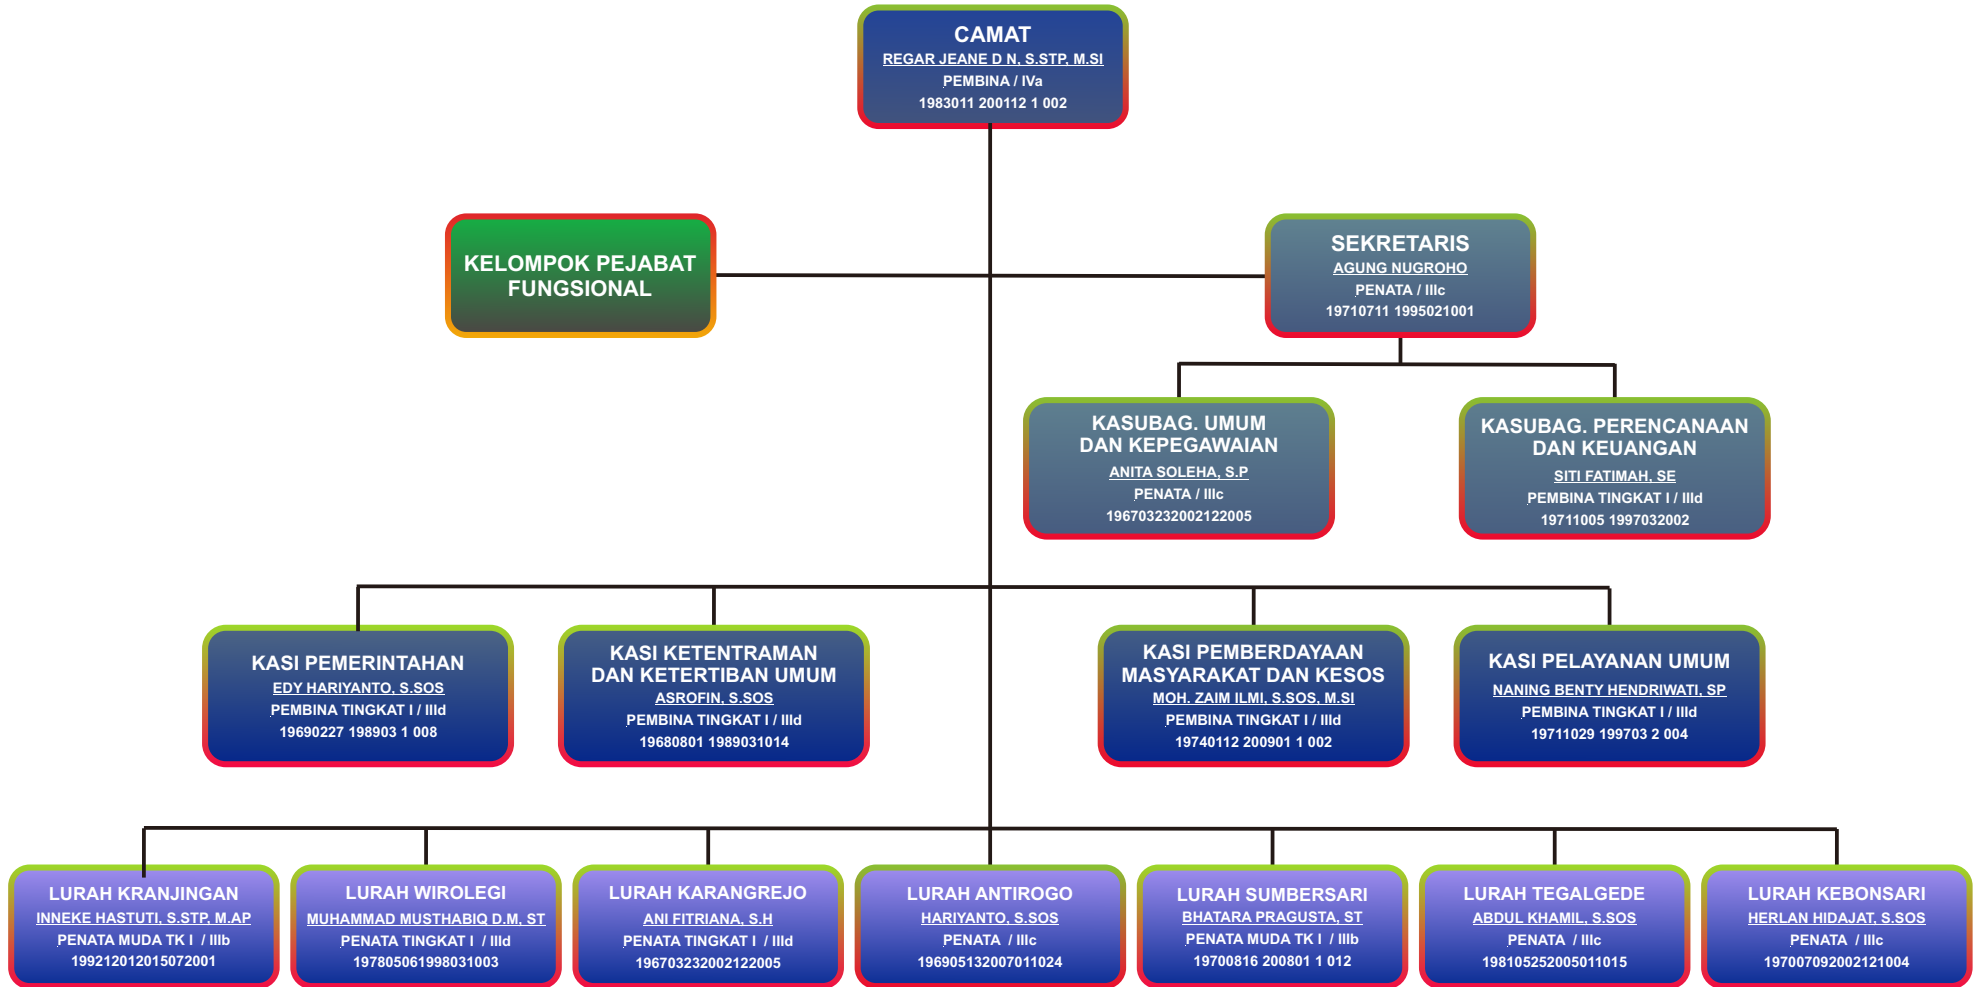 CAMAT
REGAR JEANE D N, S.STP, M.SI
PEMBINA / IVa
1983011 200112 1 002
KELOMPOK PEJABAT
FUNGSIONAL
SEKRETARIS
AGUNG NUGROHO
PENATA / IIIc
19710711 1995021001
KASUBAG. UMUM
DAN KEPEGAWAIAN
ANITA SOLEHA, S.P
PENATA / IIIc
196703232002122005
KASUBAG. PERENCANAAN
DAN KEUANGAN
SITI FATIMAH, SE
PEMBINA TINGKAT I / IIId
19711005 1997032002
KASI PEMERINTAHAN
EDY HARIYANTO, S.SOS
PEMBINA TINGKAT I / IIId
19690227 198903 1 008
KASI KETENTRAMAN
DAN KETERTIBAN UMUM
ASROFIN, S.SOS
PEMBINA TINGKAT I / IIId
19680801 1989031014
KASI PEMBERDAYAAN
MASYARAKAT DAN KESOS
MOH. ZAIM ILMI, S.SOS, M.SI
PEMBINA TINGKAT I / IIId
19740112 200901 1 002
KASI PELAYANAN UMUM
NANING BENTY HENDRIWATI, SP
PEMBINA TINGKAT I / IIId
19711029 199703 2 004
LURAH KRANJINGAN
INNEKE HASTUTI, S.STP, M.AP
PENATA MUDA TK I / IIIb
199212012015072001
LURAH WIROLEGI
MUHAMMAD MUSTHABIQ D.M, ST
PENATA TINGKAT I / IIId
197805061998031003
LURAH KARANGREJO
ANI FITRIANA, S.H
PENATA TINGKAT I / IIId
196703232002122005
LURAH ANTIROGO
HARIYANTO, S.SOS
PENATA / IIIc
196905132007011024
LURAH SUMBERSARI
BHATARA PRAGUSTA, ST
PENATA MUDA TK I / IIIb
19700816 200801 1 012
LURAH TEGALGEDE
ABDUL KHAMIL, S.SOS
PENATA / IIIc
198105252005011015
LURAH KEBONSARI
HERLAN HIDAJAT, S.SOS
PENATA / IIIc
197007092002121004